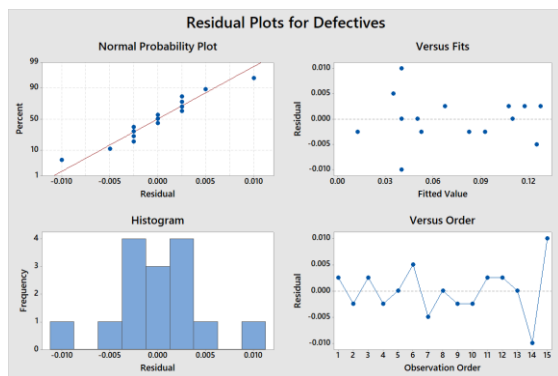 Residual Plots for Defectives
Normal Probability Plot
99
90
50
10
1
Percent
-0.010 -0.005 0.000 0.005 0.010
Residual
Versus Fits
0.010
0.005
0.000
-0.005
-0.010
Residual
0.00 0.03 0.06 0.09 0.12
Fitted Value
Histogram
4
3
2
1
0
Frequency
-0.010 -0.005 0.000 0.005 0.010
Residual
Versus Order
0.010
0.005
0.000
-0.005
-0.010
Residual
1 2 3 4 5 6 7 8 9 10 11 12 13 14 15
Observation Order